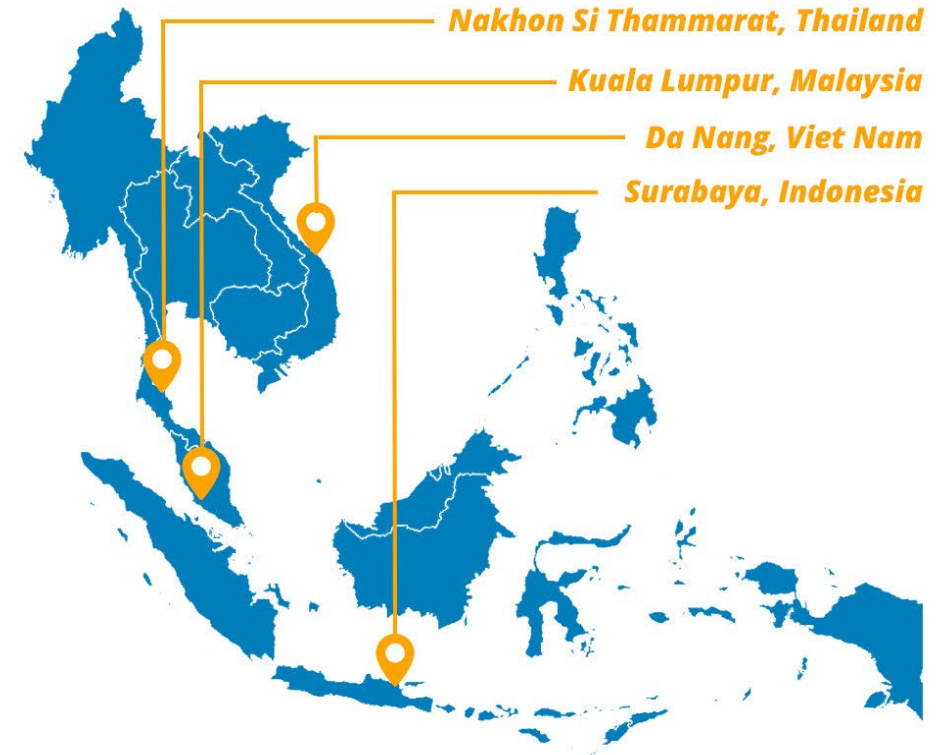 Nakhon Si Thammarat, Thailand
Kuala Lumpur, Malaysia
Da Nang, Viet Nam
Surabaya, Indonesia